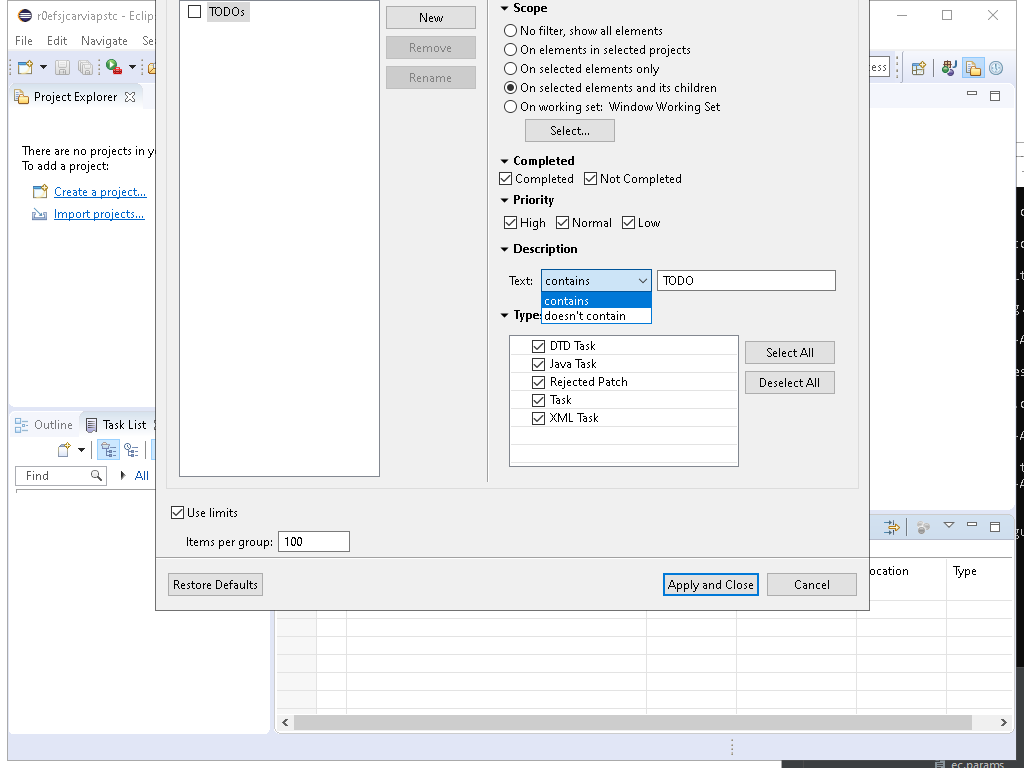 r0efsjcarviapstc - Eclip
File Edit Navigate Se
Project Explorer
There are no projects in y
To add a project:
Create a project...
Import projects...
Outline Task List
Find All
TODOs
New
Remove
Rename
Scope
No filter, show all elements
On elements in selected projects
On selected elements only
On selected elements and its children
On working set: Window Working Set
Select...
Completed
Completed Not Completed
Priority
High Normal Low
Description
Text: contains TODO
contains
doesn't contain
Types
DTD Task
Java Task
Rejected Patch
Task
XML Task
Select All
Deselect All
Use limits
Items per group: 100
Restore Defaults
Apply and Close Cancel
ess
ocation Type
ec.params